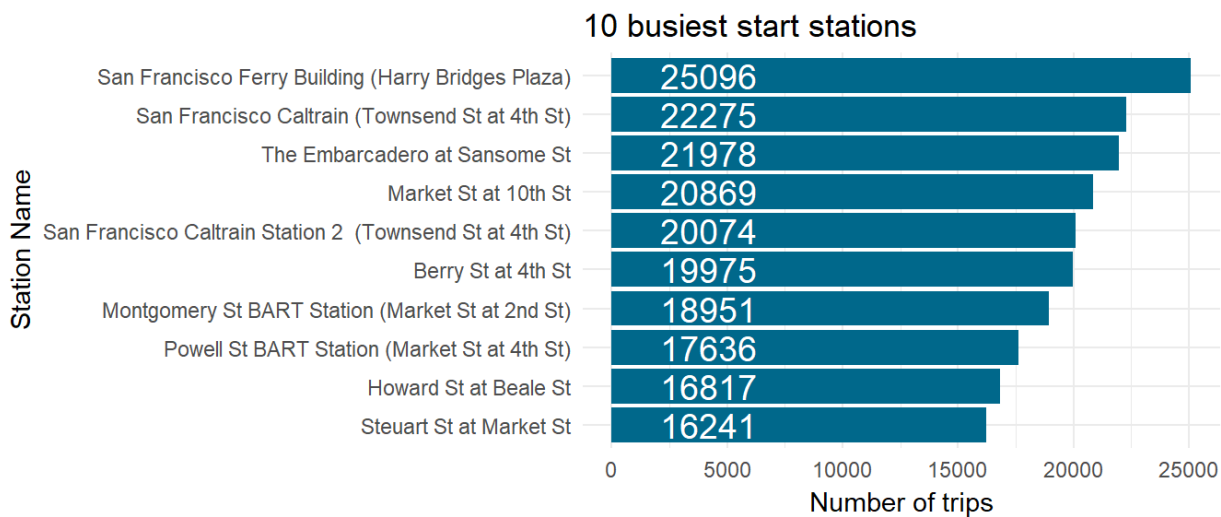 10 busiest start stations
Station Name
San Francisco Ferry Building (Harry Bridges Plaza) 25096
San Francisco Caltrain (Townsend St at 4th St) 22275
The Embarcadero at Sansome St 21978
Market St at 10th St 20869
San Francisco Caltrain Station 2  (Townsend St at 4th St) 20074
Berry St at 4th St 19975
Montgomery St BART Station (Market St at 2nd St) 18951
Powell St BART Station (Market St at 4th St) 17636
Howard St at Beale St 16817
Steuart St at Market St 16241
0 5000 10000 15000 20000 25000
Number of trips